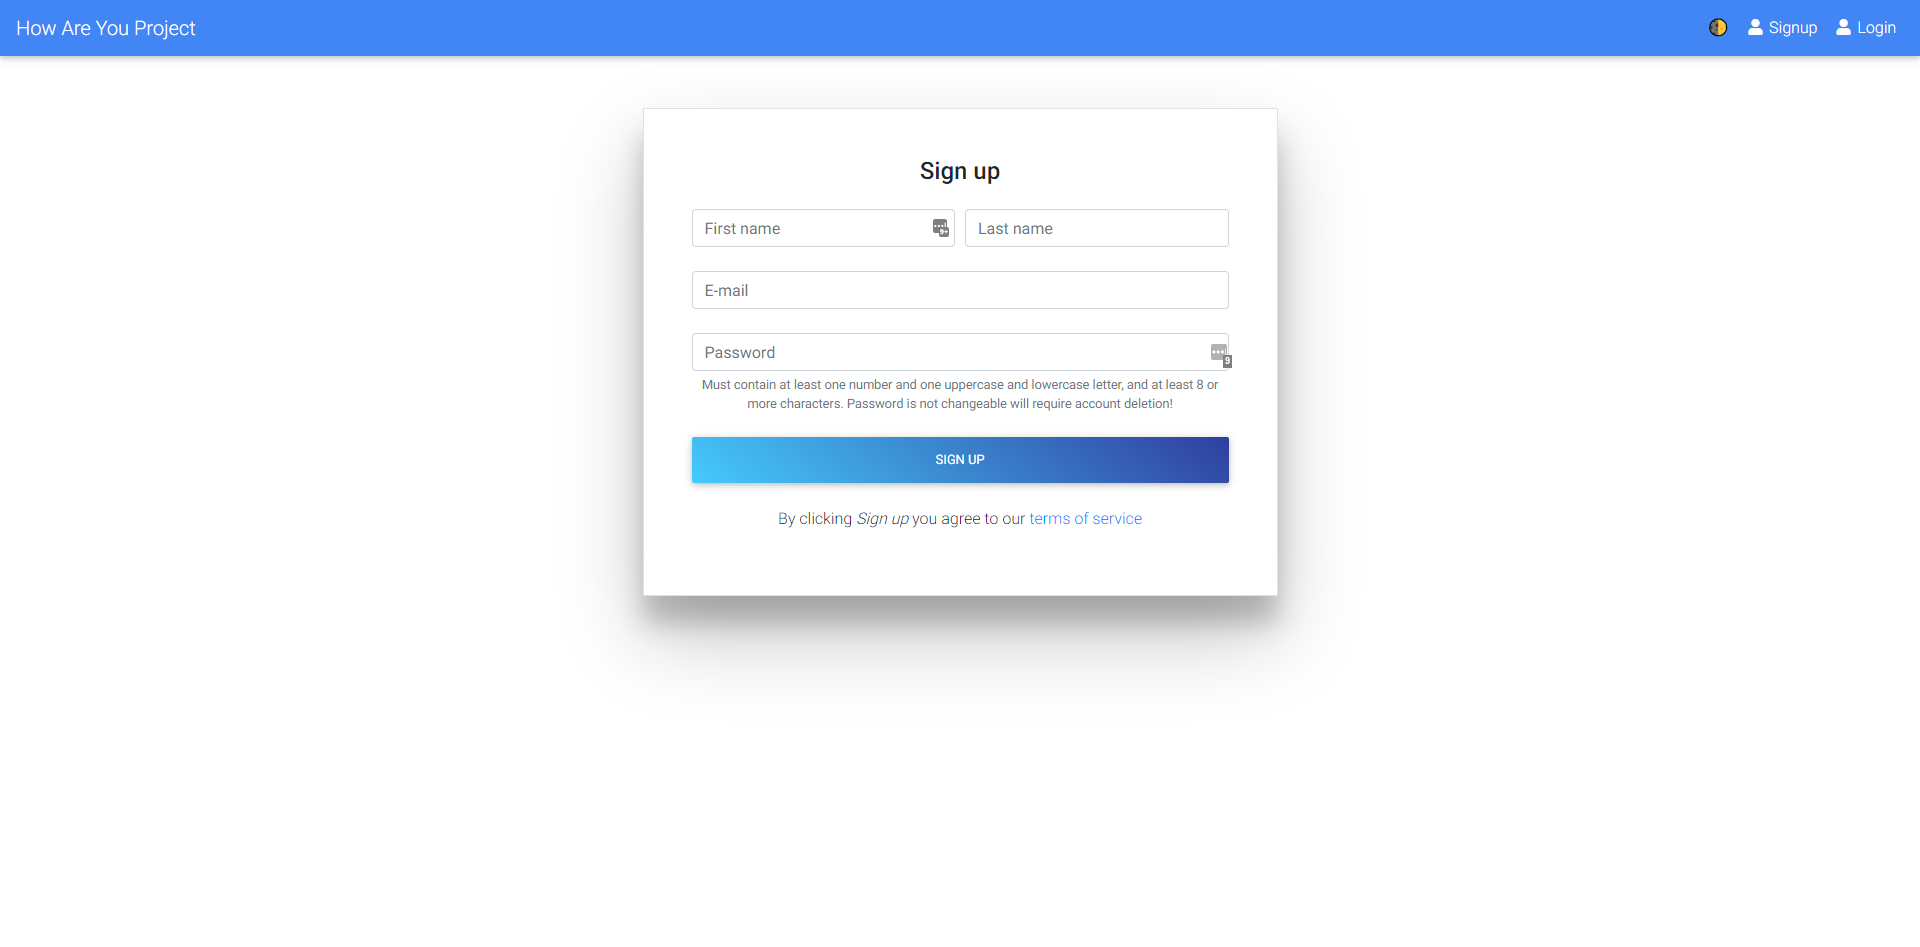 How Are You Project
Signup
Login
Sign up
First name
9+
Last name
E-mail
Password
9
Must contain at least one number and one uppercase and lowercase letter, and at least 8 or
more characters. Password is not changeable will require account deletion!
SIGN UP
By clicking Sign up you agree to our terms of service